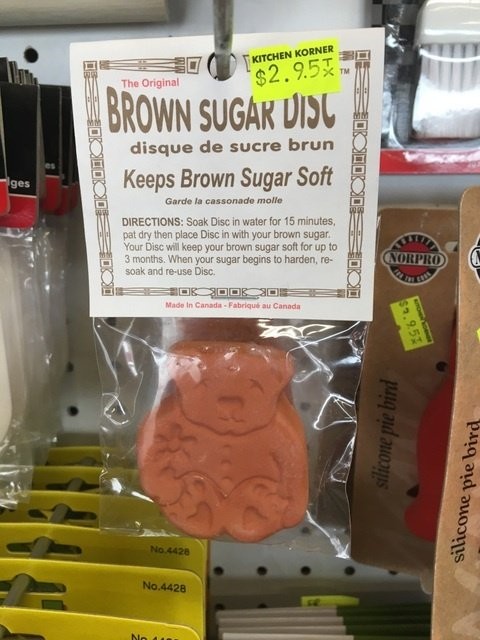 KITCHEN KORNER
$2.95
The Original
TM
BROWN SUGAR DISC
disque de sucre brun
Keeps Brown Sugar Soft
Garde la cassonade molle
DIRECTIONS: Soak Disc in water for 15 minutes,
pat dry then place Disc in with your brown sugar.
Your Disc will keep your brown sugar soft for up to
3 months. When your sugar begins to harden, re-
soak and re-use Disc.
Made In Canada - Fabriqué au Canada
ges
ges
NORPRO
silicone pie bird
silicone pie bird
No.4428
No.4428